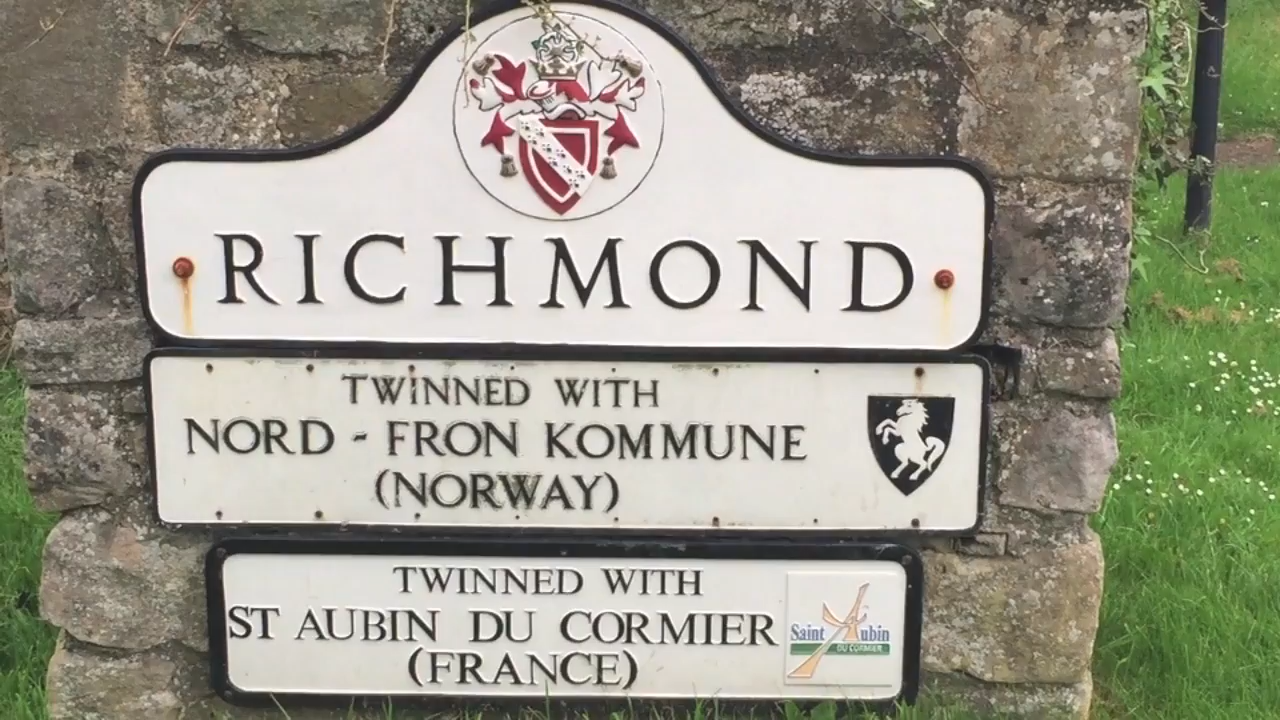 RICHMOND
TWINNED WITH
NORD - FRON KOMMUNE
(NORWAY)
TWINNED WITH
ST AUBIN DU CORMIER
(FRANCE)
Saint Aubin
DU CORMIER